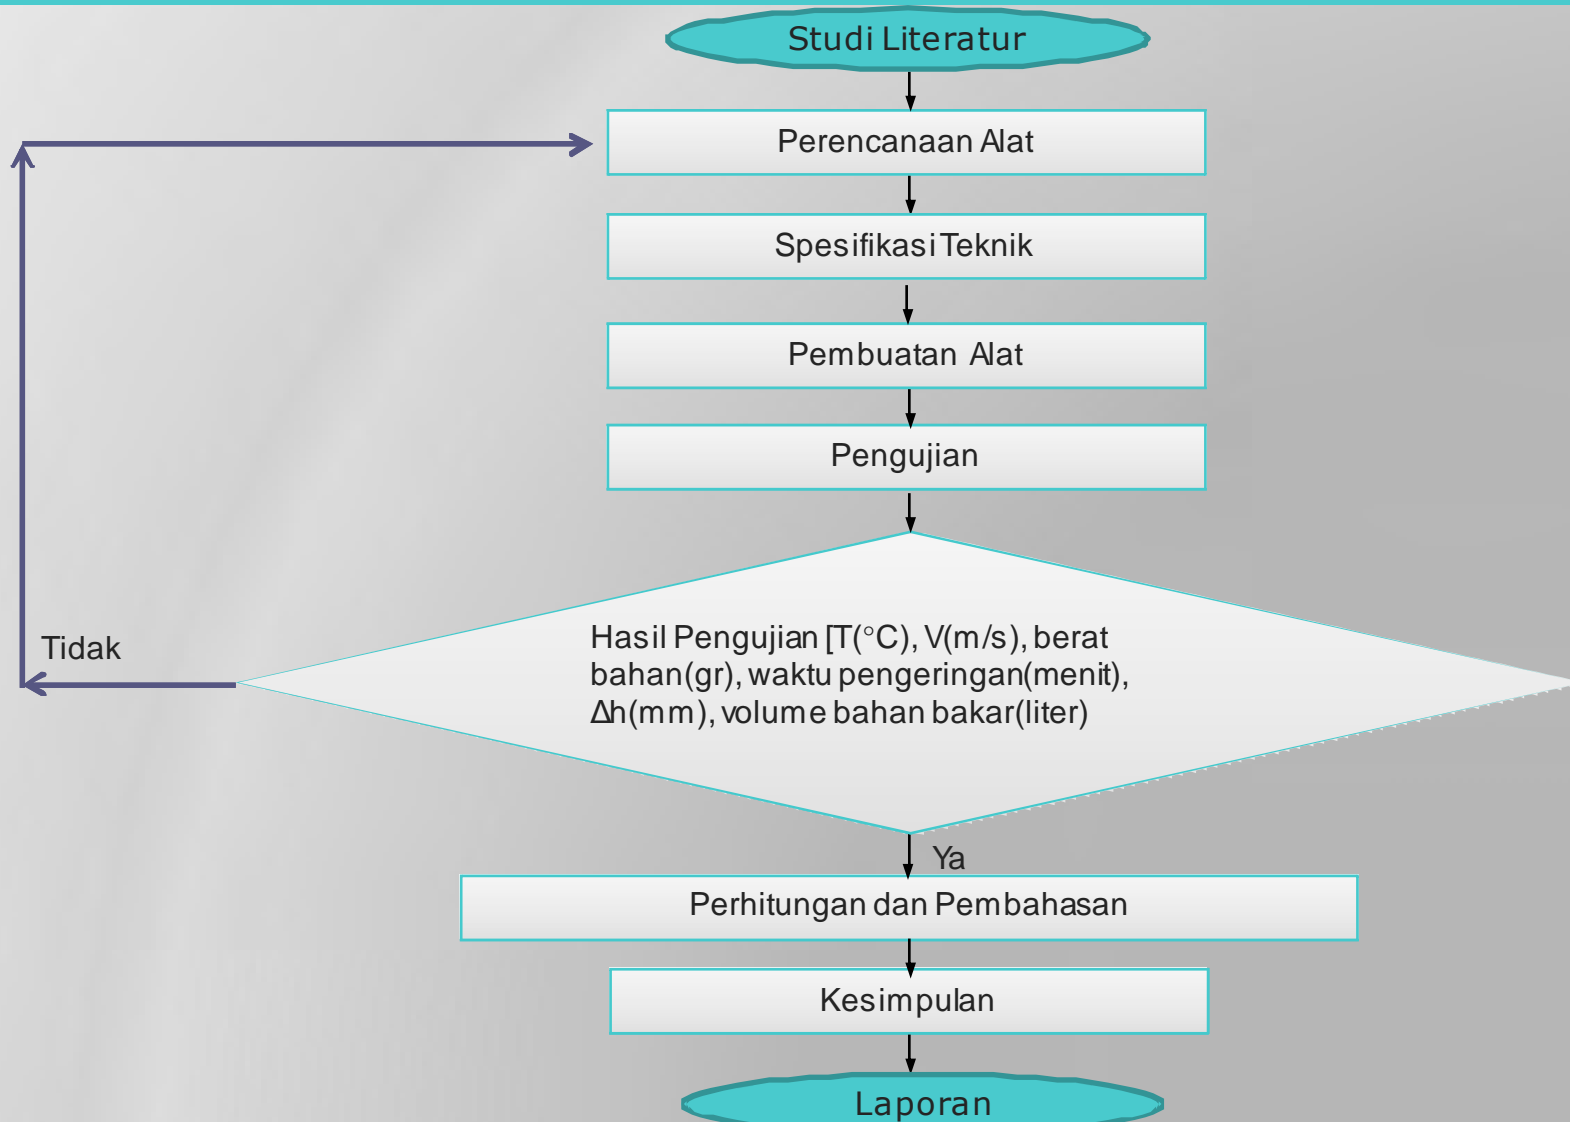 Studi Literatur
Perencanaan Alat
Spesifikasi Teknik
Pembuatan Alat
Pengujian
Hasil Pengujian [T(°C), V(m/s), berat
bahan(gr), waktu pengeringan(menit),
Δh(mm), volume bahan bakar(liter)
Tidak
Ya
Perhitungan dan Pembahasan
Kesimpulan
Laporan